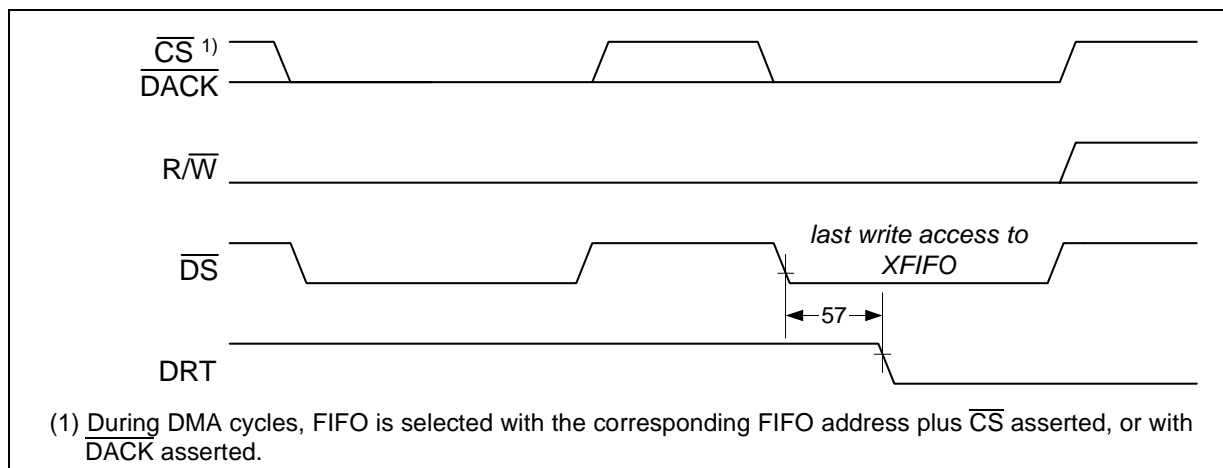 CS 1)
DACK
R/W
DS
last write access to
XFIFO
57
DRT
(1) During DMA cycles, FIFO is selected with the corresponding FIFO address plus CS asserted, or with
DACK asserted.